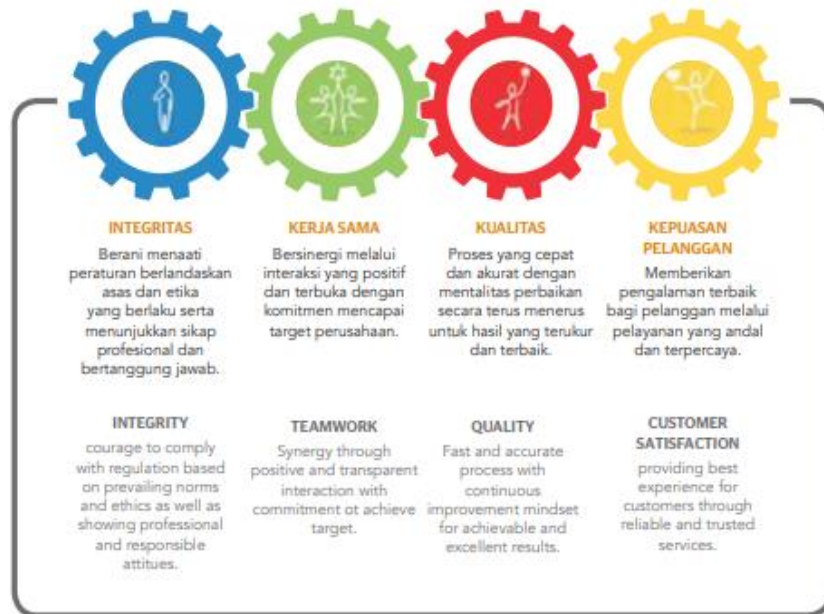 INTEGRITAS
Berani menaati
peraturan berlandaskan
asas dan etika
yang berlaku serta
menunjukkan sikap
profesional dan
bertanggung jawab.
KERJA SAMA
Bersinergi melalui
interaksi yang positif
dan terbuka dengan
komitmen mencapai
target perusahaan.
KUALITAS
Proses yang cepat
dan akurat dengan
mentalitas perbaikan
secara terus menerus
untuk hasil yang terukur
dan terbaik.
KEPUASAN
PELANGGAN
Memberikan
pengalaman terbaik
bagi pelanggan melalui
pelayanan yang andal
dan terpercaya.
INTEGRITY
courage to comply
with regulation based
on prevailing norms
and ethics as well as
showing professional
and responsible
attitues.
TEAMWORK
Synergy through
positive and transparent
interaction with
commitment ot achieve
target.
QUALITY
Fast and accurate
process with
continuous
improvement mindset
for achievable and
excellent results.
CUSTOMER
SATISFACTION
providing best
experience for
customers through
reliable and trusted
services.